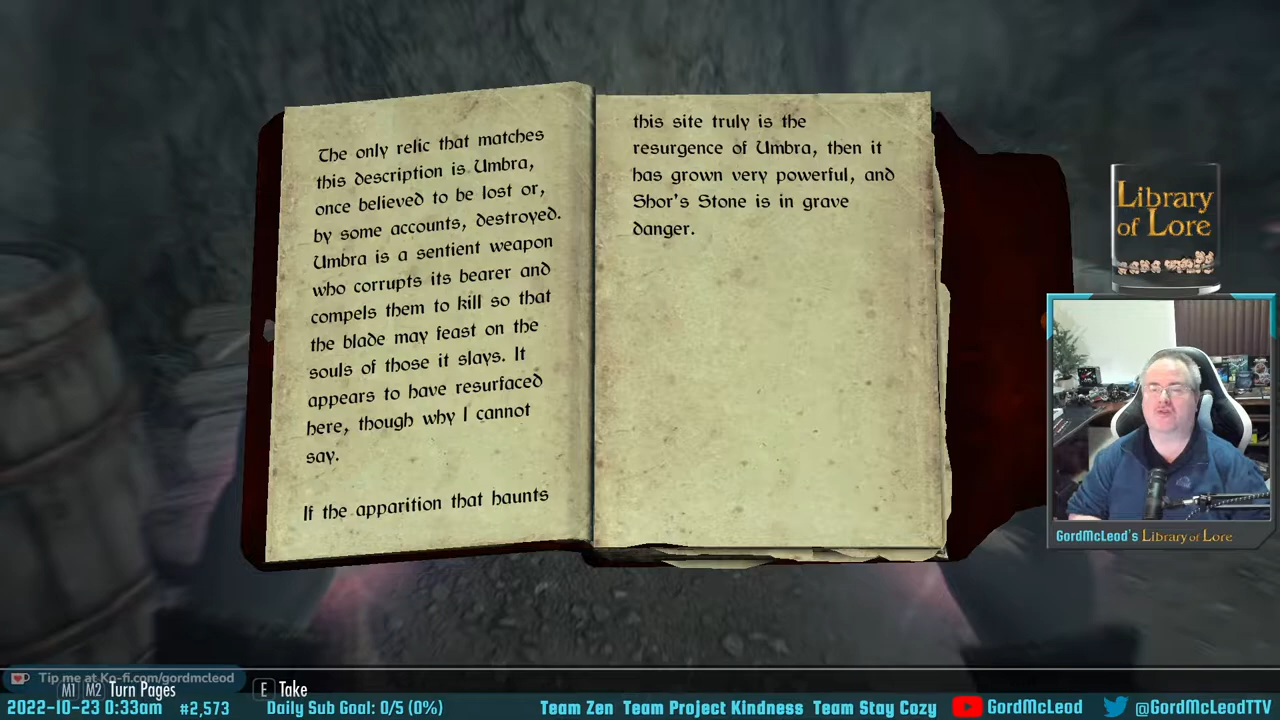 The only relic that matches
this description is Umbra,
once believed to be lost or,
by some accounts, destroyed.
Umbra is a sentient weapon
who corrupts its bearer and
compels them to kill so that
the blade may feast on the
souls of those it slays. It
appears to have resurfaced
here, though why I cannot
say.
If the apparition that haunts
this site truly is the
resurgence of Umbra, then it
has grown very powerful, and
Shor's Stone is in grave
danger.
Library
of Lore
GordMcLeod's Library of Lore
Tip me at Ko-fi.com/gordmcleod
M1 M2 Turn Pages E Take
2022-10-23 0:33am #2,573 Daily Sub Goal: 0/5 (0%) Team Zen Team Project Kindness Team Stay Cozy GordMcLeod @GordMcLeodTTV